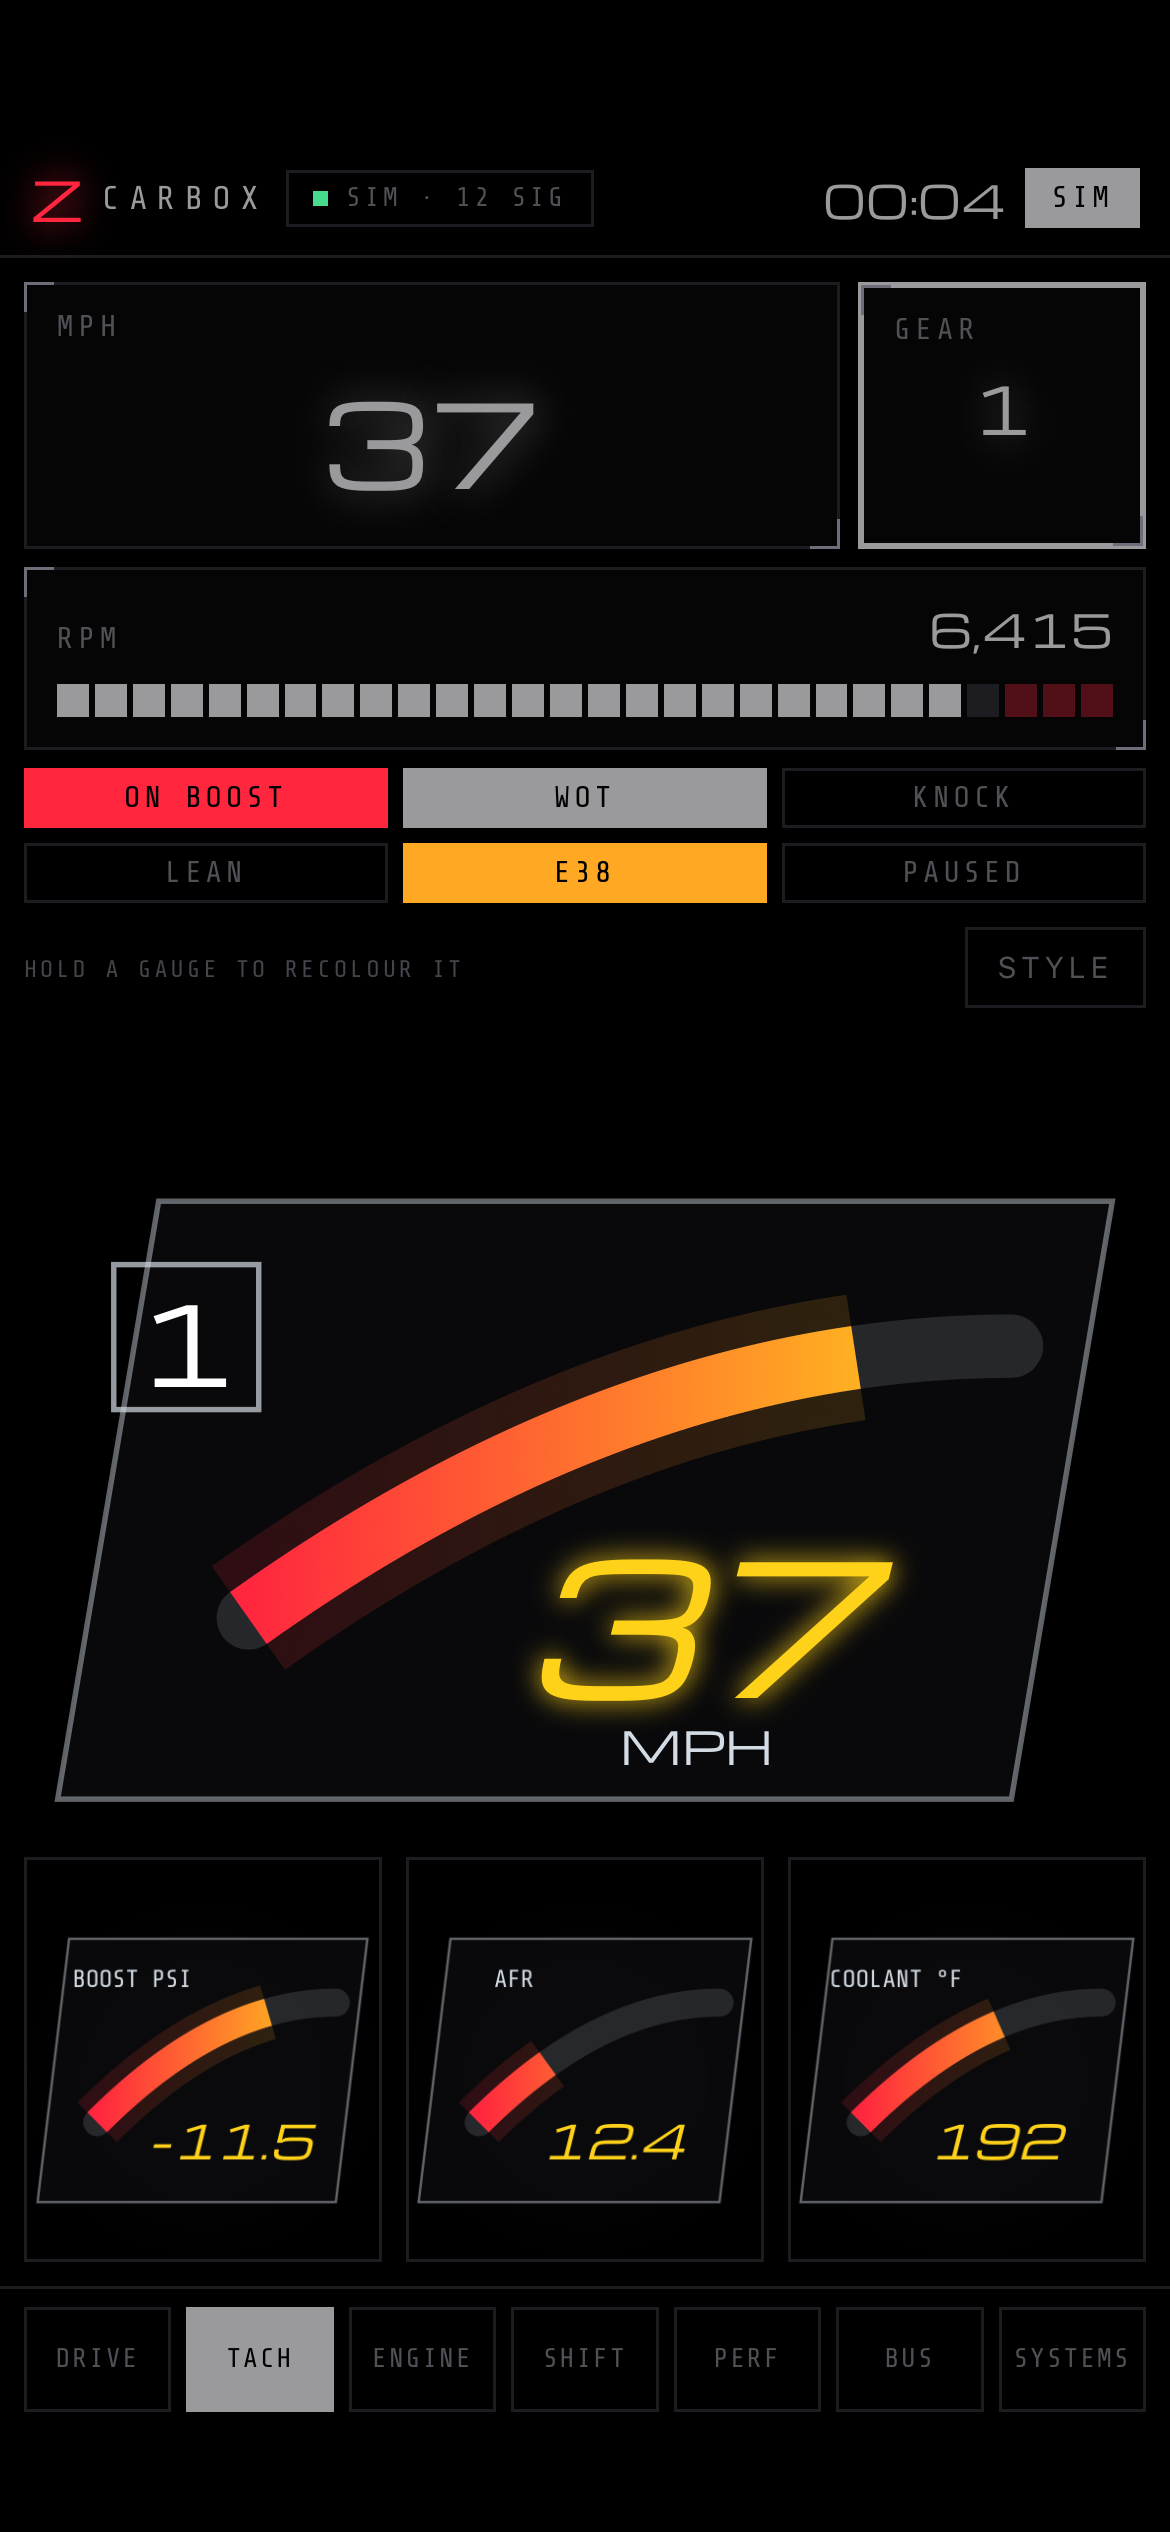 Z CARBOX SIM · 12 SIG 00:04 SIM
MPH
37
GEAR
1
RPM 6,415
ON BOOST WOT KNOCK
LEAN E38 PAUSED
HOLD A GAUGE TO RECOLOUR IT STYLE
1
37
MPH
BOOST PSI
-11.5
AFR
12.4
COOLANT °F
192
DRIVE TACH ENGINE SHIFT PERF BUS SYSTEMS